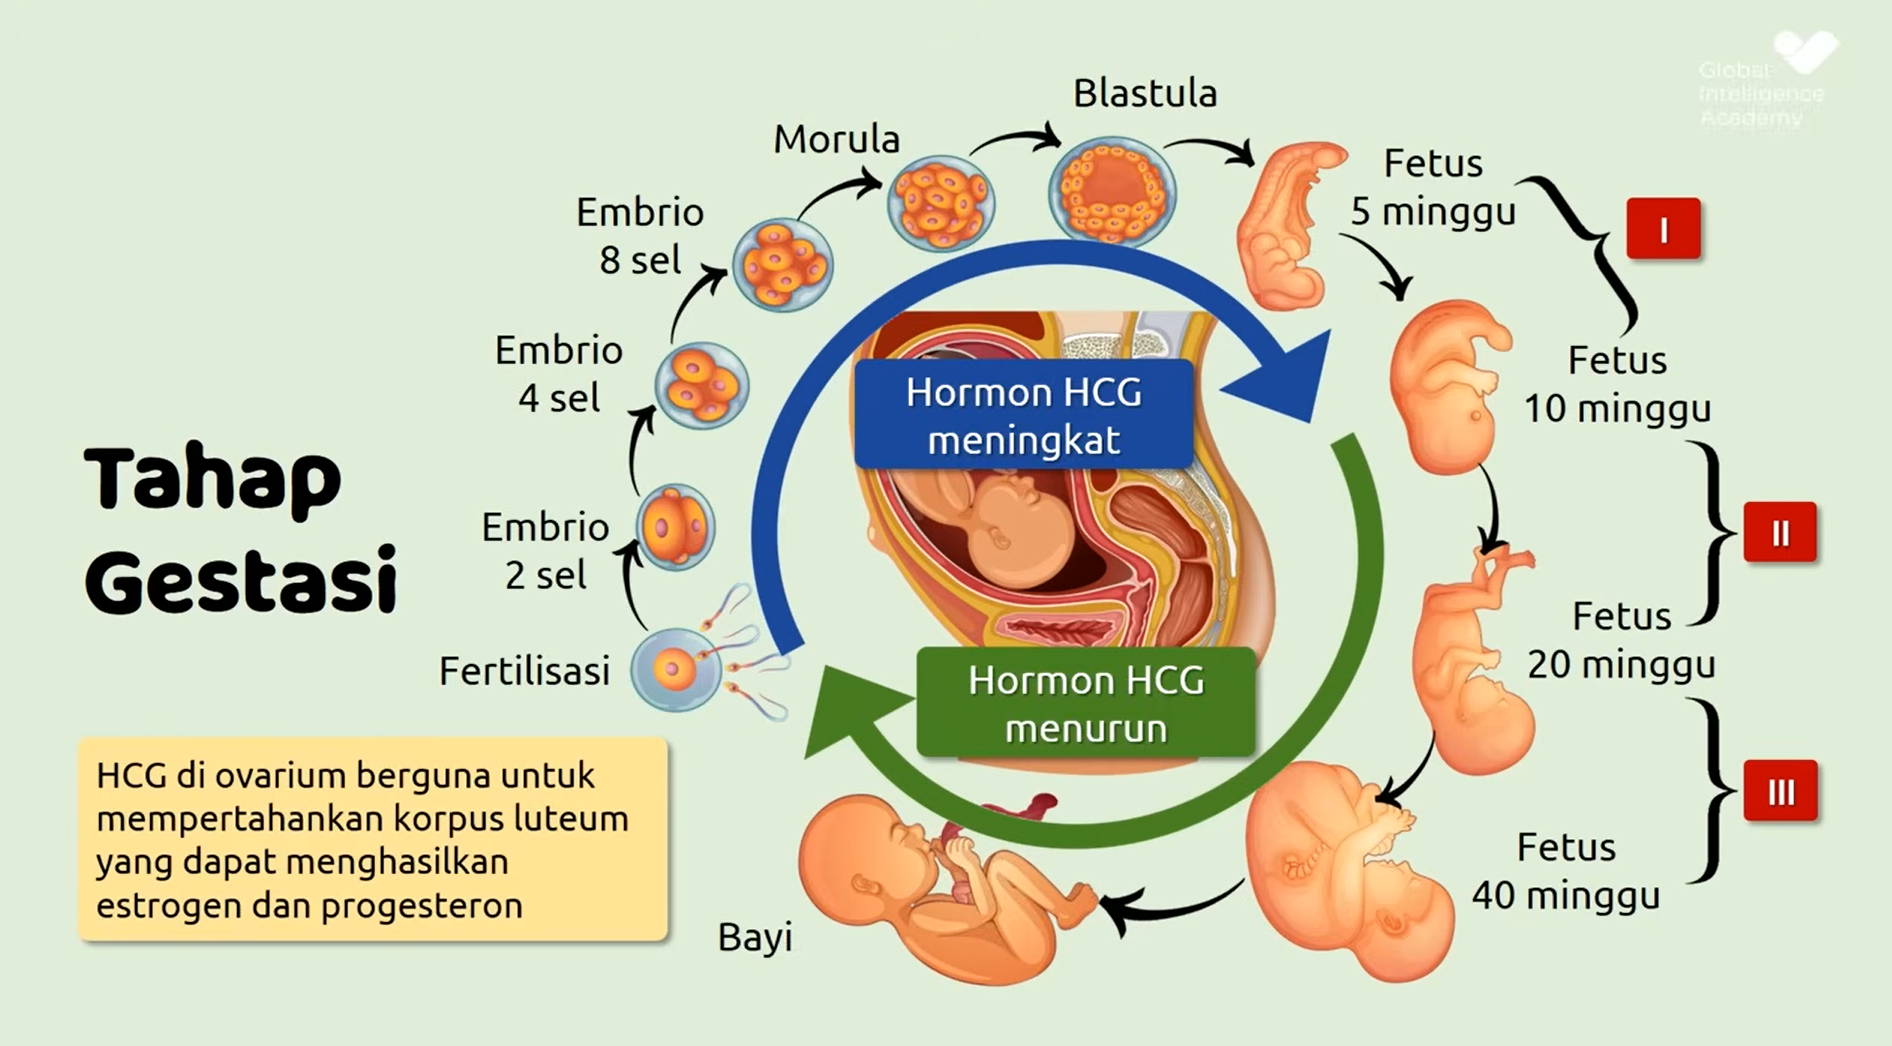 Global
Intelligence
Academy
Blastula
Morula
Fetus
5 minggu
I
Embrio
8 sel
Embrio
4 sel
Hormon HCG
meningkat
Fetus
10 minggu
Tahap
Gestasi
Embrio
2 sel
II
Fetus
20 minggu
Fertilisasi
Hormon HCG
menurun
HCG di ovarium berguna untuk
mempertahankan korpus luteum
yang dapat menghasilkan
estrogen dan progesteron
III
Fetus
40 minggu
Bayi